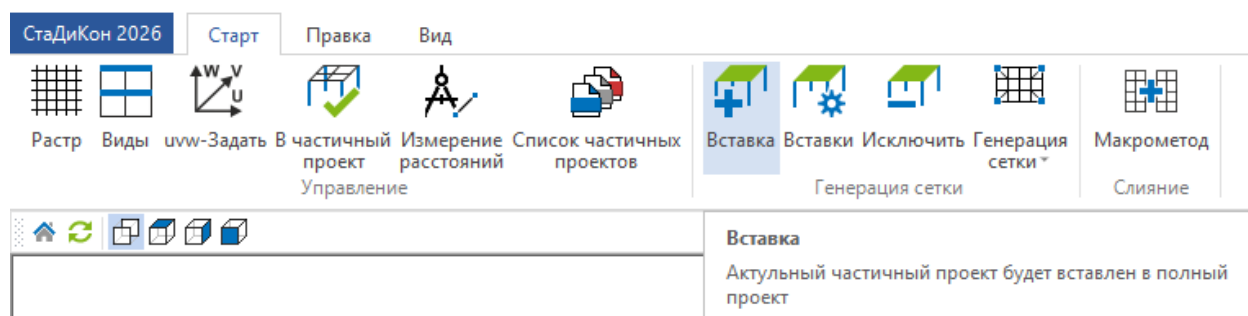 СтаДиКон 2026 Старт Правка Вид
Растр Виды uvw-Задать В частичный проект Измерение расстояний Список частичных проектов Вставка Вставки Исключить Генерация сетки Макрометод
Управление Генерация сетки Слияние
Вставка
Актульный частичный проект будет вставлен в полный
проект